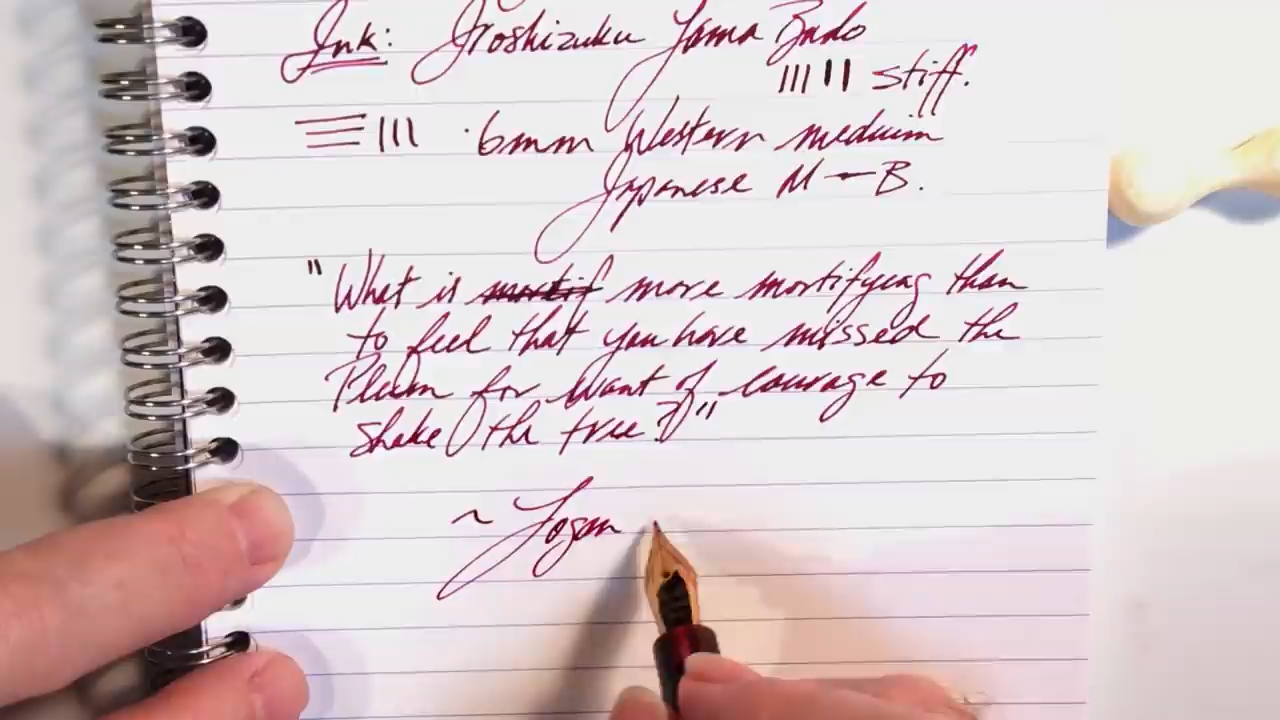 Ink: Iroshizuku Yama Budo
stiff.
.6mm Western medium
Japanese M — B.
"What is mortif more mortifying than
to feel that you have missed the
Plum for want of courage to
shake the tree?"
~ Logan